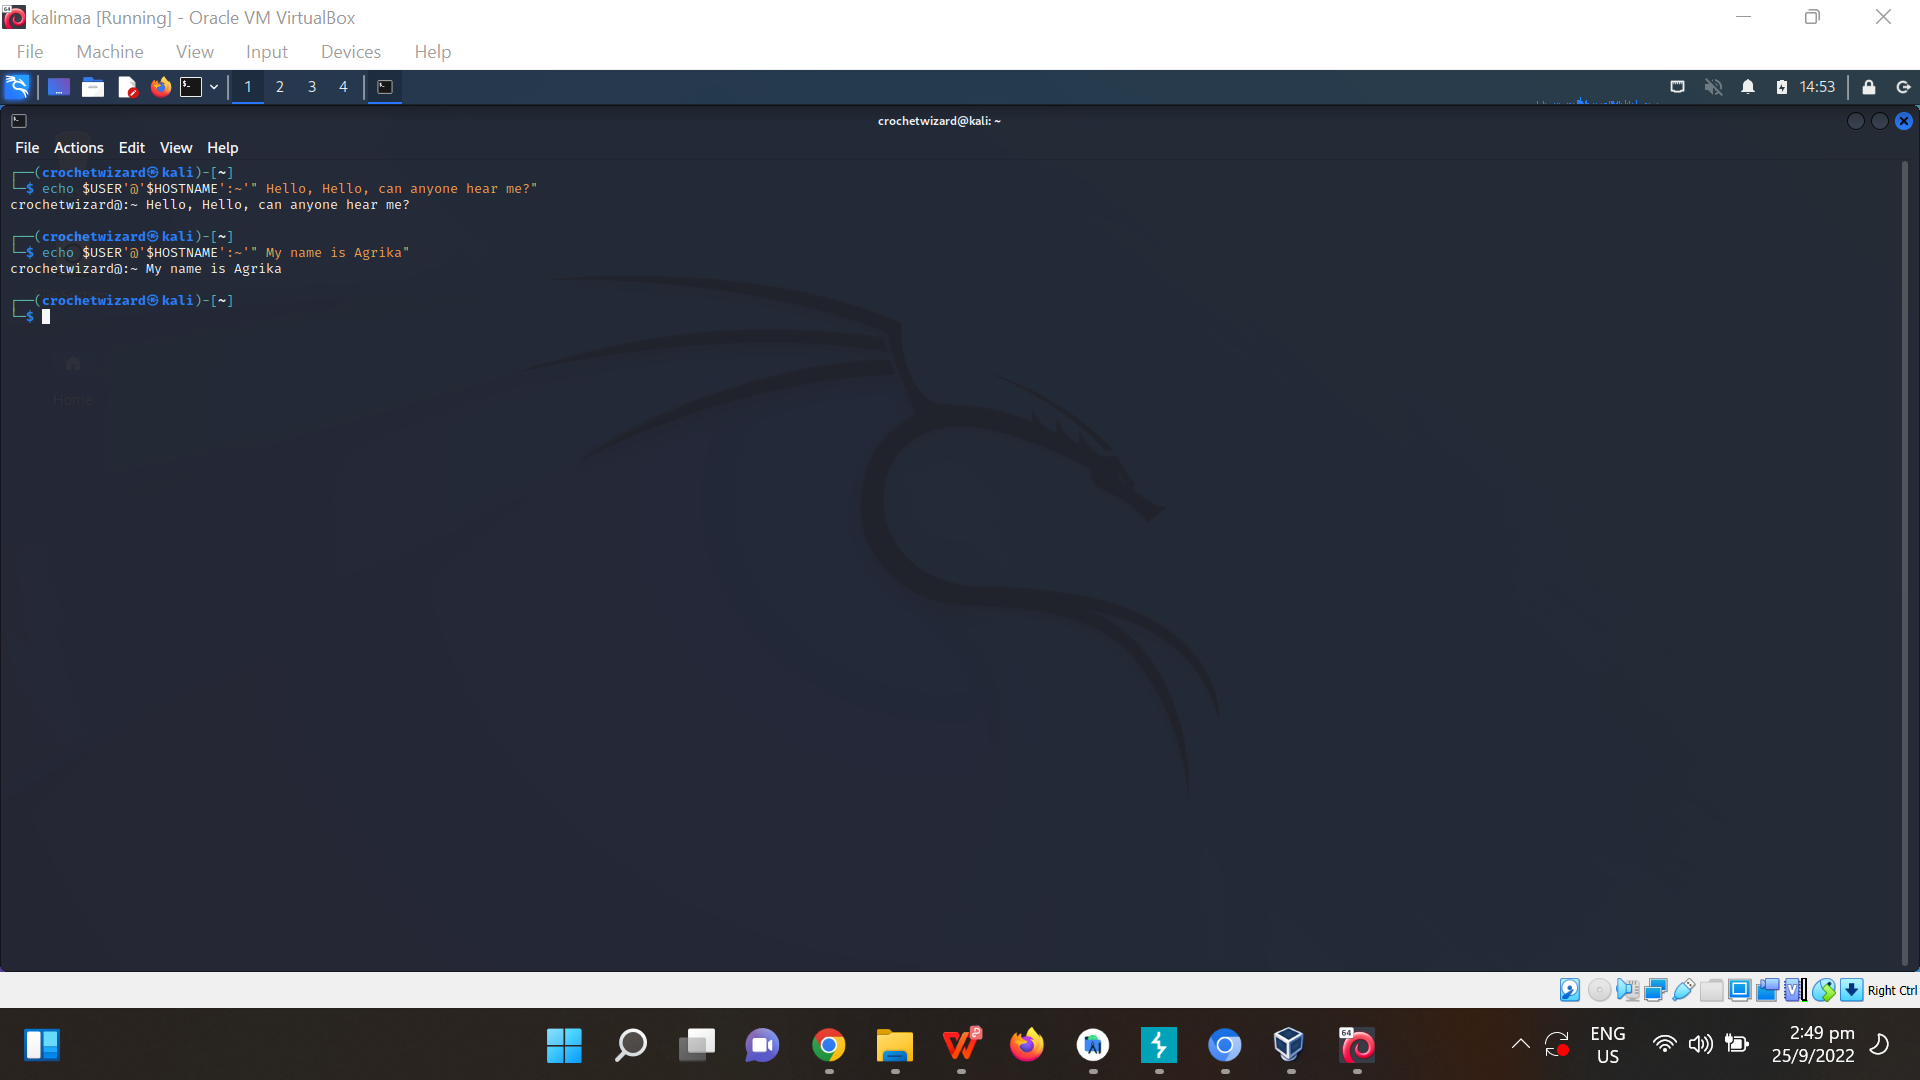 kalimaa [Running] - Oracle VM VirtualBox
File Machine View Input Devices Help
1 2 3 4 14:53
crochetwizard@kali: ~
File Actions Edit View Help
┌──(crochetwizard㉿kali)-[~]
└─$ echo $USER'@'$HOSTNAME':~'" Hello, Hello, can anyone hear me?"
crochetwizard@:~ Hello, Hello, can anyone hear me?
┌──(crochetwizard㉿kali)-[~]
└─$ echo $USER'@'$HOSTNAME':~'" My name is Agrika"
crochetwizard@:~ My name is Agrika
┌──(crochetwizard㉿kali)-[~]
└─$
Home
Right Ctrl
ENG
US
2:49 pm
25/9/2022